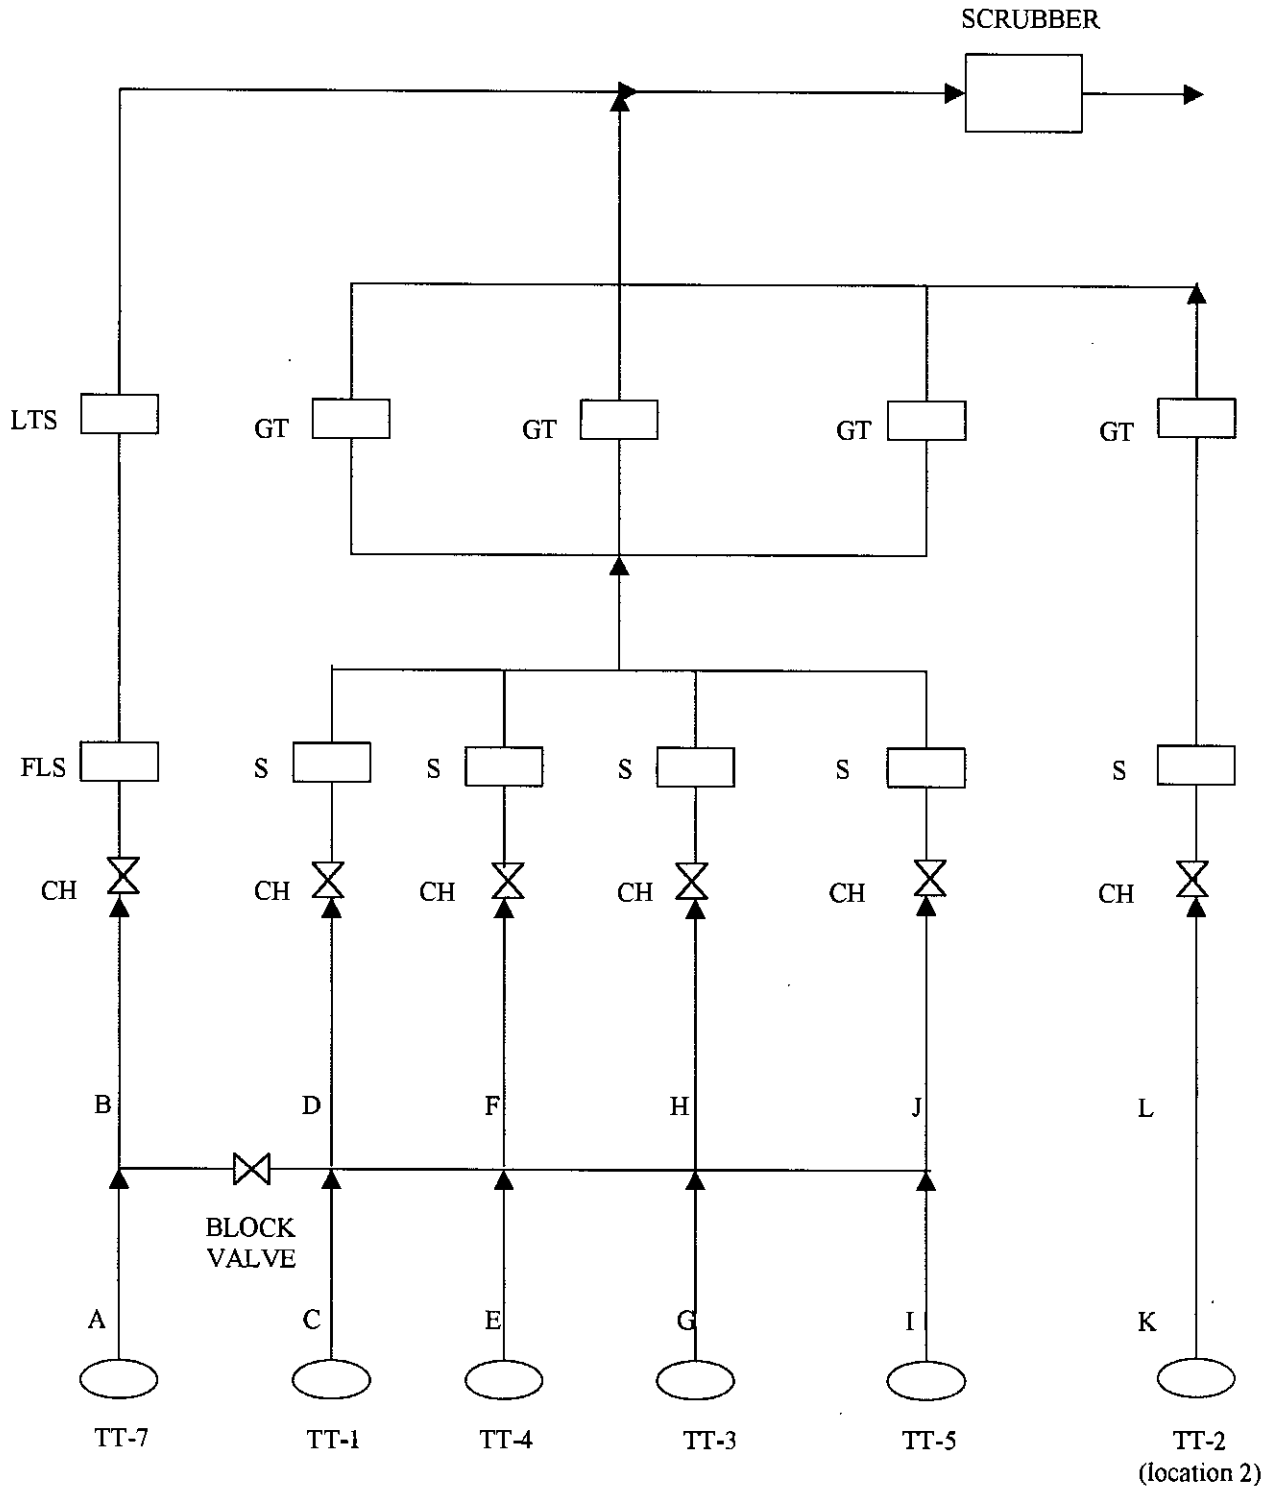 SCRUBBER
LTS
GT
GT
GT
GT
FLS
S
S
S
S
S
CH
CH
CH
CH
CH
CH
B
D
F
H
J
L
BLOCK
VALVE
A
C
E
G
I
K
TT-7
TT-1
TT-4
TT-3
TT-5
TT-2
(location 2)